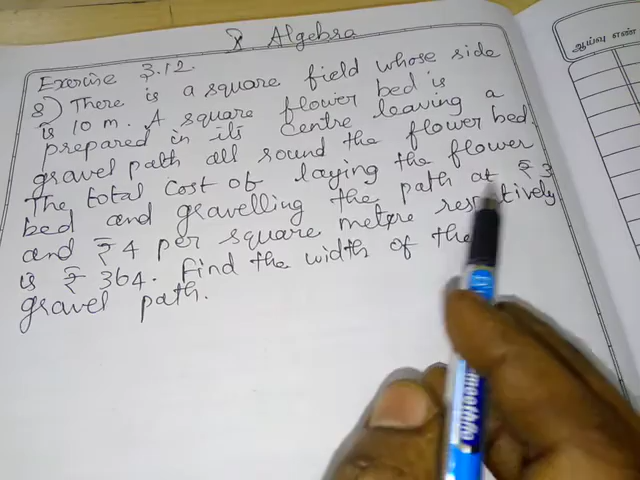 8 Algebra
Exercise 3.12.
8) There is a square field whose side
is 10 m. A square flower bed is
prepared in its centre leaving a
gravel path all round the flower bed.
The total cost of laying the flower
bed and gravelling the path at ₹ 3
and ₹ 4 per square metre respectively
is ₹ 364. Find the width of the
gravel path.
ஆய்வு எண்